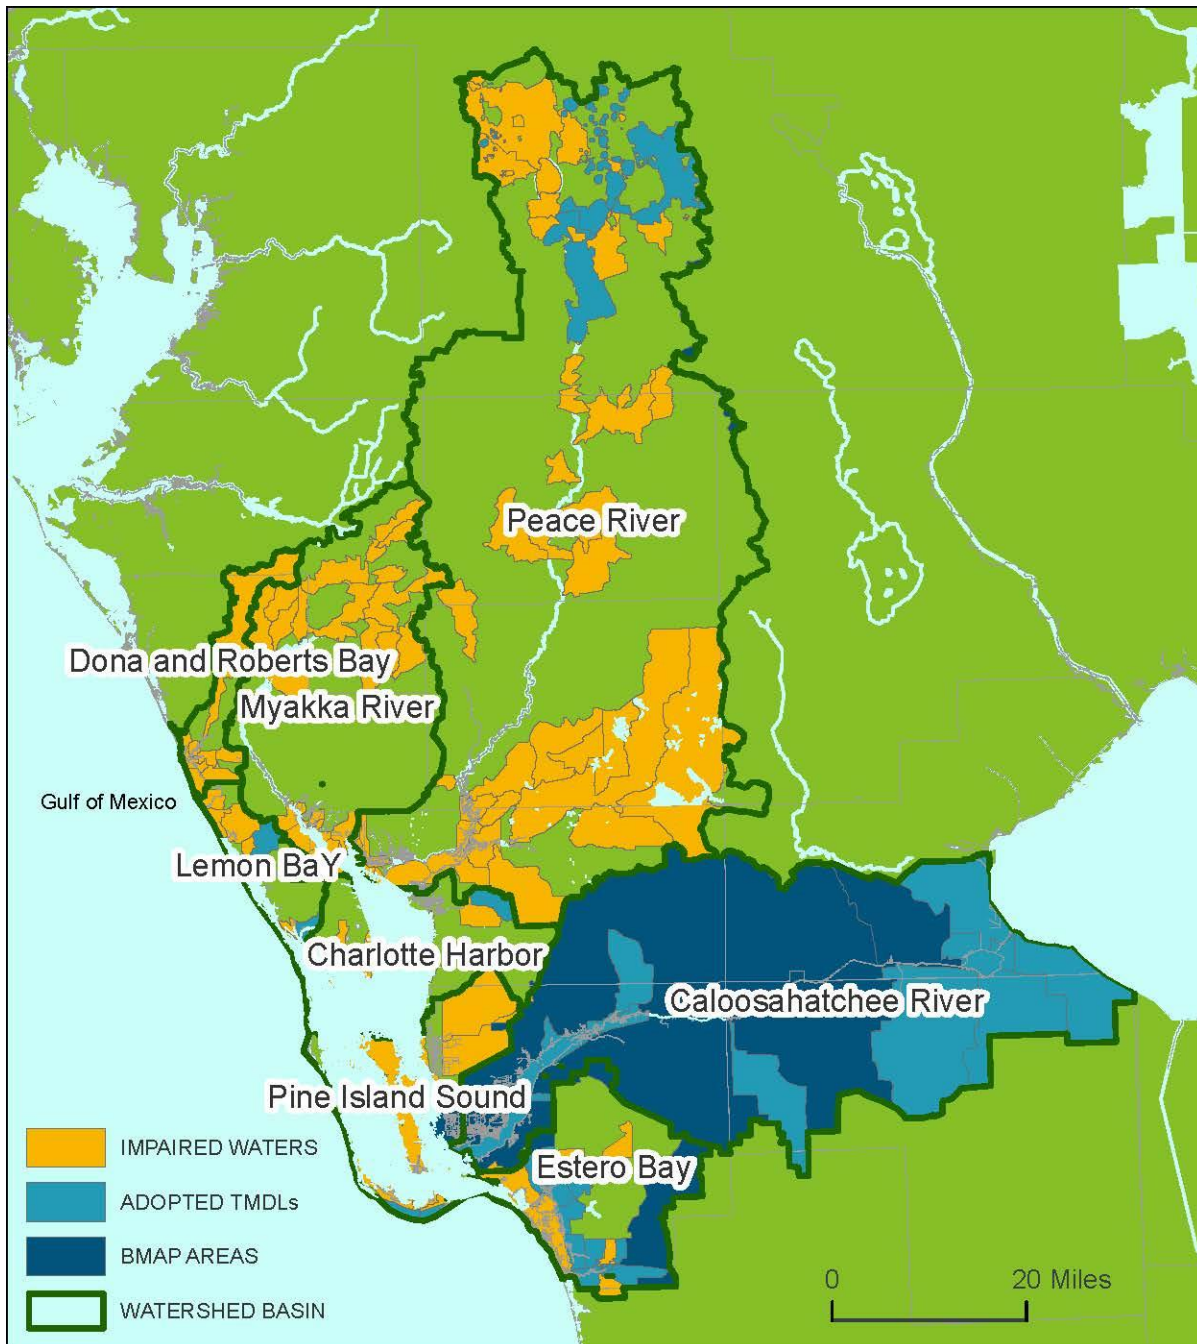 Peace River
Dona and Roberts Bay
Myakka River
Gulf of Mexico
Lemon BaY
Charlotte Harbor
Caloosahatchee River
Pine Island Sound
Estero Bay
IMPAIRED WATERS
ADOPTED TMDLs
BMAP AREAS
WATERSHED BASIN
0 20 Miles